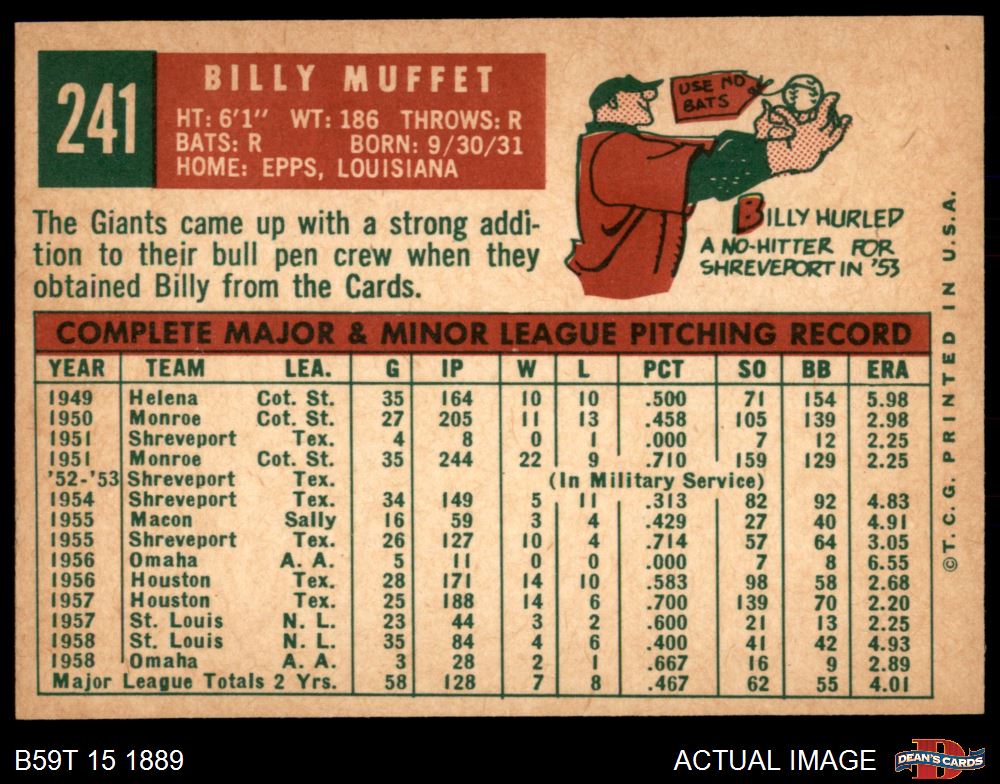 241
BILLY MUFFET
HT: 6'1" WT: 186 THROWS: R
BATS: R BORN: 9/30/31
HOME: EPPS, LOUISIANA
USE NO
BATS
BILLY HURLED
A NO-HITTER FOR
SHREVEPORT IN '53
The Giants came up with a strong addi-
tion to their bull pen crew when they
obtained Billy from the Cards.
COMPLETE MAJOR & MINOR LEAGUE PITCHING RECORD
YEAR TEAM LEA. G IP W L PCT SO BB ERA
1949 Helena Cot. St. 35 164 10 10 .500 71 154 5.98
1950 Monroe Cot. St. 27 205 11 13 .458 105 139 2.98
1951 Shreveport Tex. 4 8 0 1 .000 7 12 2.25
1951 Monroe Cot. St. 35 244 22 9 .710 159 129 2.25
'52-'53 Shreveport Tex. (In Military Service)
1954 Shreveport Tex. 34 149 5 11 .313 82 92 4.83
1955 Macon Sally 16 59 3 4 .429 27 40 4.91
1955 Shreveport Tex. 26 127 10 4 .714 57 64 3.05
1956 Omaha A. A. 5 11 0 0 .000 7 8 6.55
1956 Houston Tex. 28 171 14 10 .583 98 58 2.68
1957 Houston Tex. 25 188 14 6 .700 139 70 2.20
1957 St. Louis N. L. 23 44 3 2 .600 21 13 2.25
1958 St. Louis N. L. 35 84 4 6 .400 41 42 4.93
1958 Omaha A. A. 3 28 2 1 .667 16 9 2.89
Major League Totals 2 Yrs. 58 128 7 8 .467 62 55 4.01
©T. C. G. PRINTED IN U.S.A.
B59T 15 1889
ACTUAL IMAGE
DEAN'S CARDS